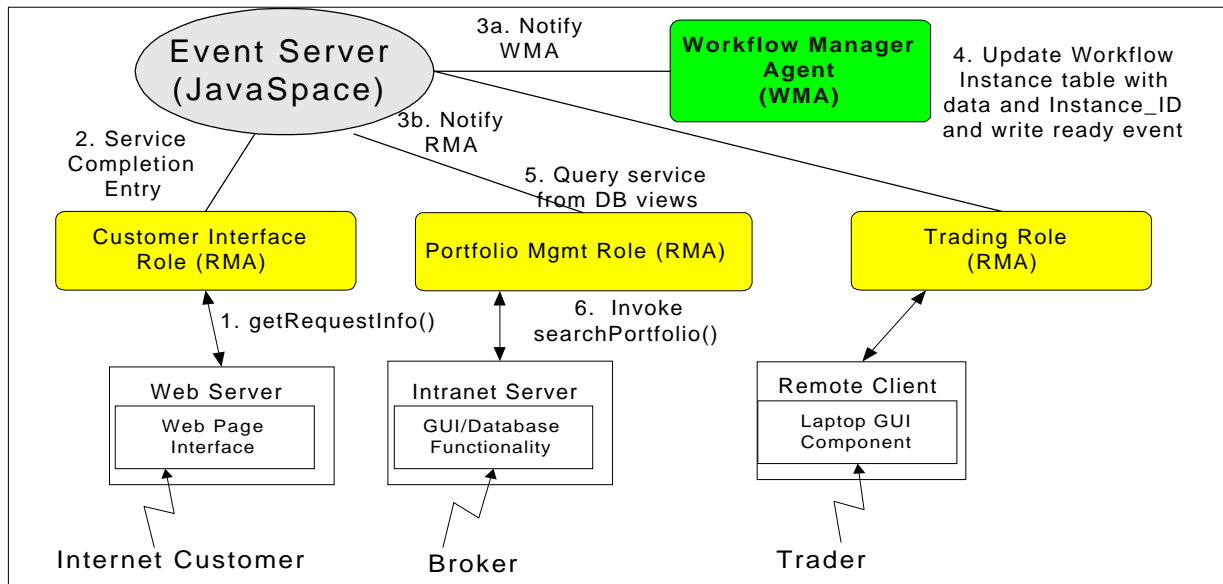 Event Server
(JavaSpace)
3a. Notify
WMA
Workflow Manager
Agent
(WMA)
4. Update Workflow
Instance table with
data and Instance_ID
and write ready event
2. Service
Completion
Entry
3b. Notify
RMA
5. Query service
from DB views
Customer Interface
Role (RMA)
Portfolio Mgmt Role (RMA)
Trading Role
(RMA)
1. getRequestInfo()
6. Invoke
searchPortfolio()
Web Server
Web Page
Interface
Intranet Server
GUI/Database
Functionality
Remote Client
Laptop GUI
Component
Internet Customer
Broker
Trader